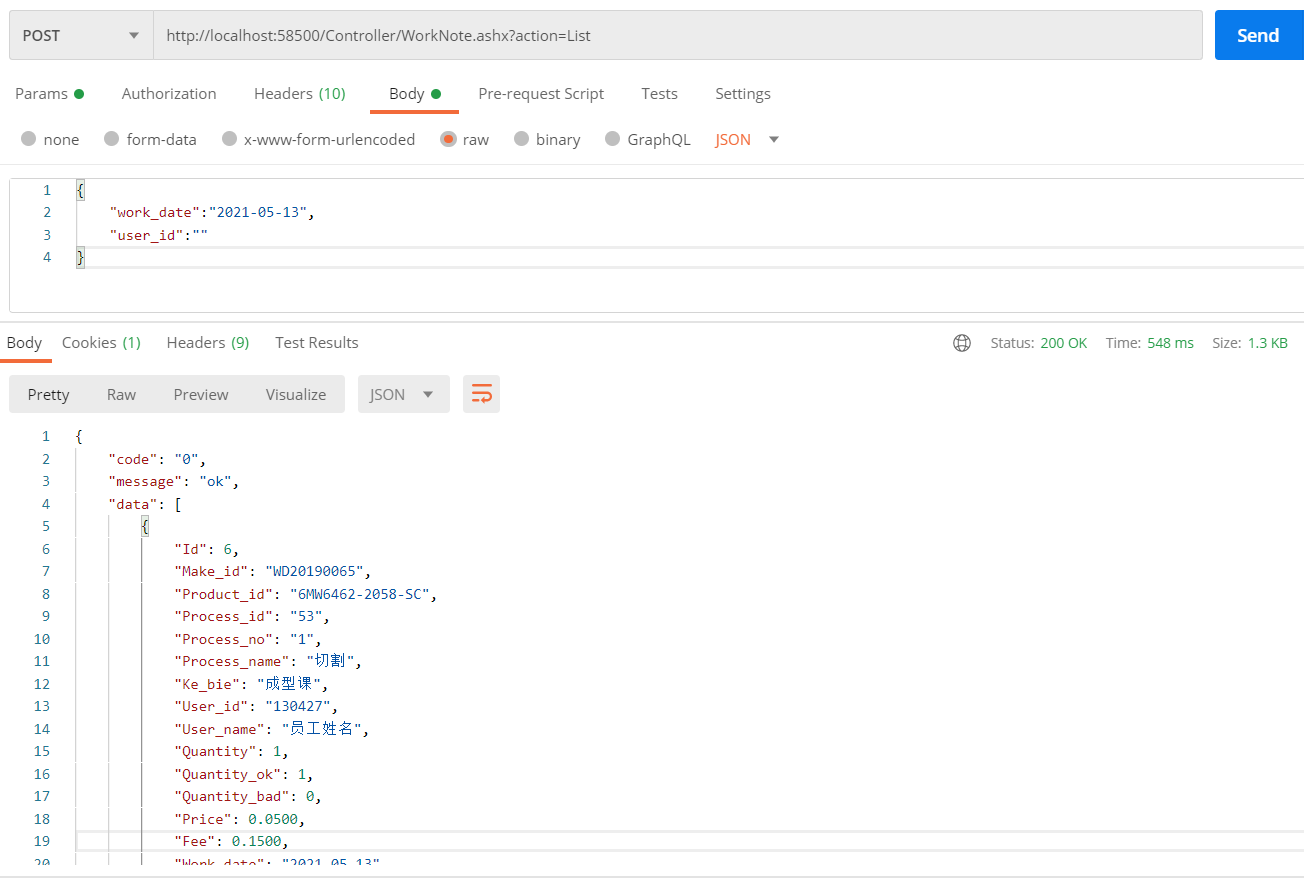 POST http://localhost:58500/Controller/WorkNote.ashx?action=List Send
Params Authorization Headers (10) Body Pre-request Script Tests Settings
none form-data x-www-form-urlencoded raw binary GraphQL JSON
1 {
2 "work_date":"2021-05-13",
3 "user_id":""
4 }
Body Cookies (1) Headers (9) Test Results Status: 200 OK Time: 548 ms Size: 1.3 KB
Pretty Raw Preview Visualize JSON
1 {
2 "code": "0",
3 "message": "ok",
4 "data": [
5 {
6 "Id": 6,
7 "Make_id": "WD20190065",
8 "Product_id": "6MW6462-2058-SC",
9 "Process_id": "53",
10 "Process_no": "1",
11 "Process_name": "切割",
12 "Ke_bie": "成型课",
13 "User_id": "130427",
14 "User_name": "员工姓名",
15 "Quantity": 1,
16 "Quantity_ok": 1,
17 "Quantity_bad": 0,
18 "Price": 0.0500,
19 "Fee": 0.1500,
20 "Work_date": "2021-05-13"